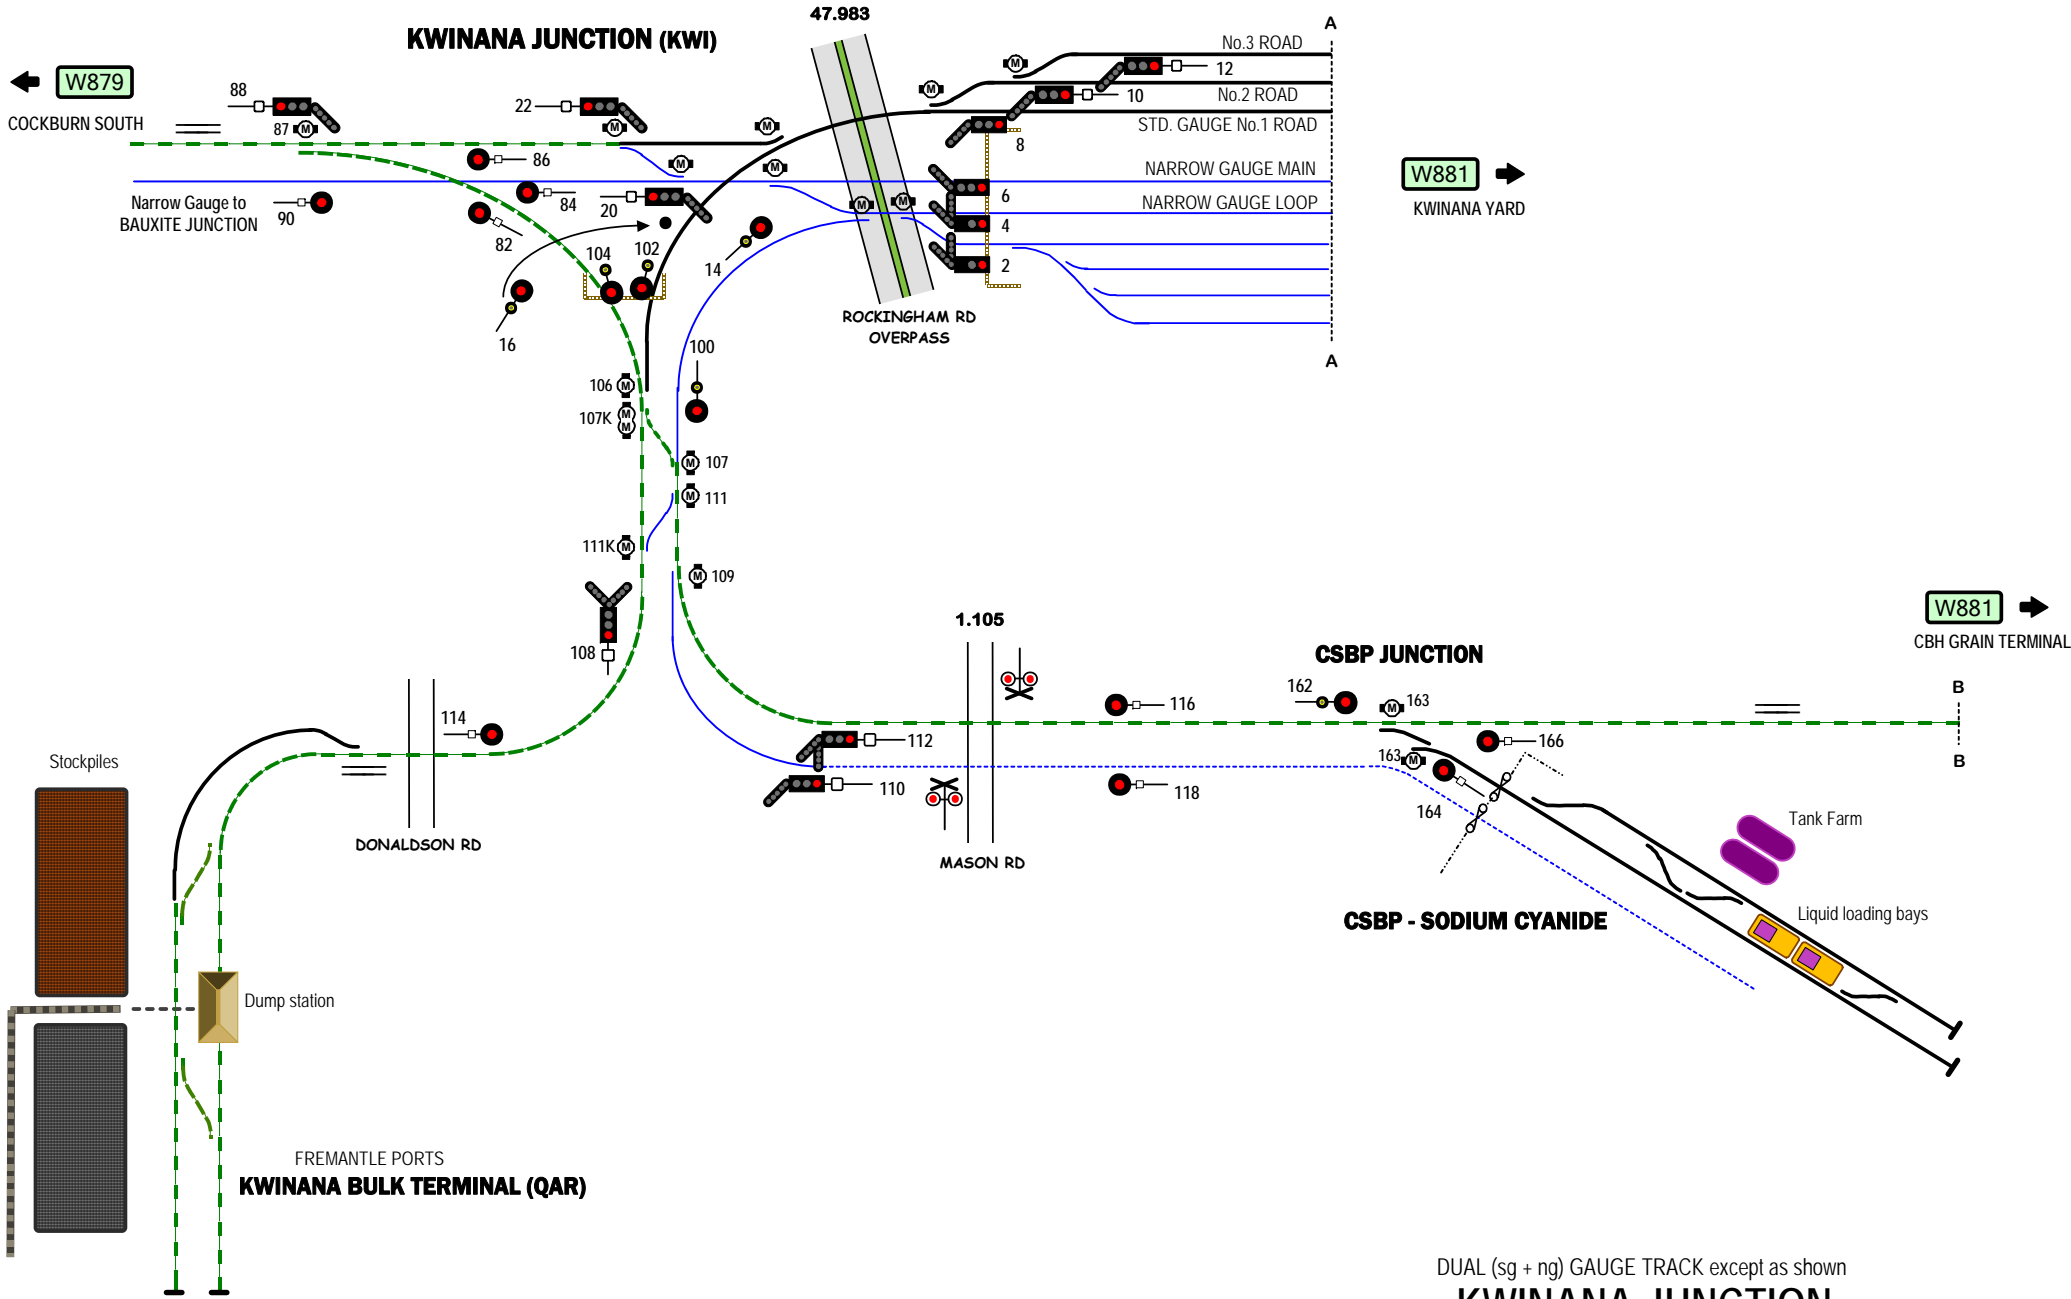 47.983
KWINANA JUNCTION (KWI)
A
No.3 ROAD
W879
88
22
12
10
No.2 ROAD
COCKBURN SOUTH
87
M
M
M
M
M
STD. GAUGE No.1 ROAD
8
86
M
M
NARROW GAUGE MAIN
W881
84
20
6
Narrow Gauge to
BAUXITE JUNCTION
90
NARROW GAUGE LOOP
KWINANA YARD
M
M
4
82
104
102
14
2
ROCKINGHAM RD
OVERPASS
16
100
A
106
M
107K
M
M
M
107
M
111
111K
M
M
109
108
1.105
W881
CBH GRAIN TERMINAL
CSBP JUNCTION
162
M
163
B
116
114
112
166
163
M
B
Stockpiles
110
118
164
DONALDSON RD
MASON RD
Tank Farm
CSBP - SODIUM CYANIDE
Liquid loading bays
Dump station
FREMANTLE PORTS
KWINANA BULK TERMINAL (QAR)
DUAL (sg + ng) GAUGE TRACK except as shown
KWINANA JUNCTION